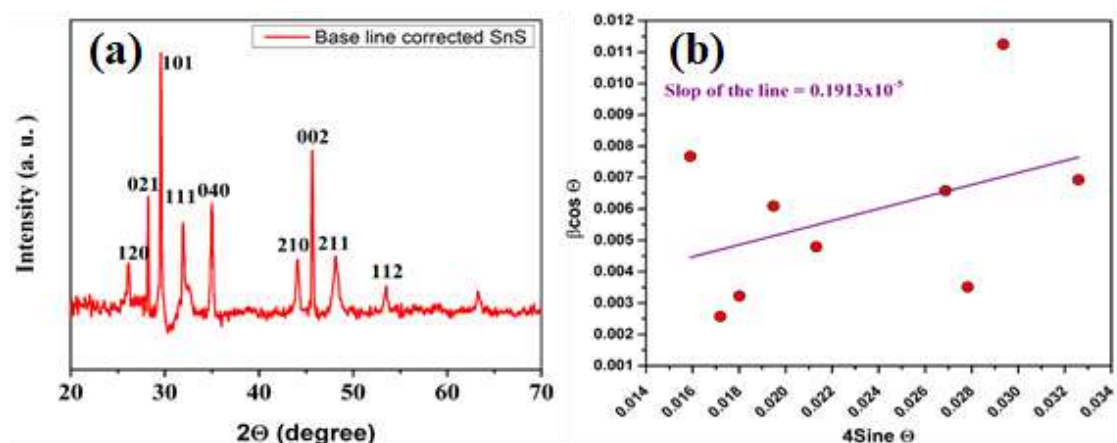 (a)
Base line corrected SnS
101
002
021
111
040
120
210
211
112
Intensity (a. u. )
20 30 40 50 60 70
2Θ (degree)
(b)
Slop of the line = 0.1913x10⁻⁵
0.012
0.011
0.010
0.009
0.008
0.007
0.006
0.005
0.004
0.003
0.002
0.001
βcos Θ
0.014 0.016 0.018 0.020 0.022 0.024 0.026 0.028 0.030 0.032 0.034
4Sine Θ